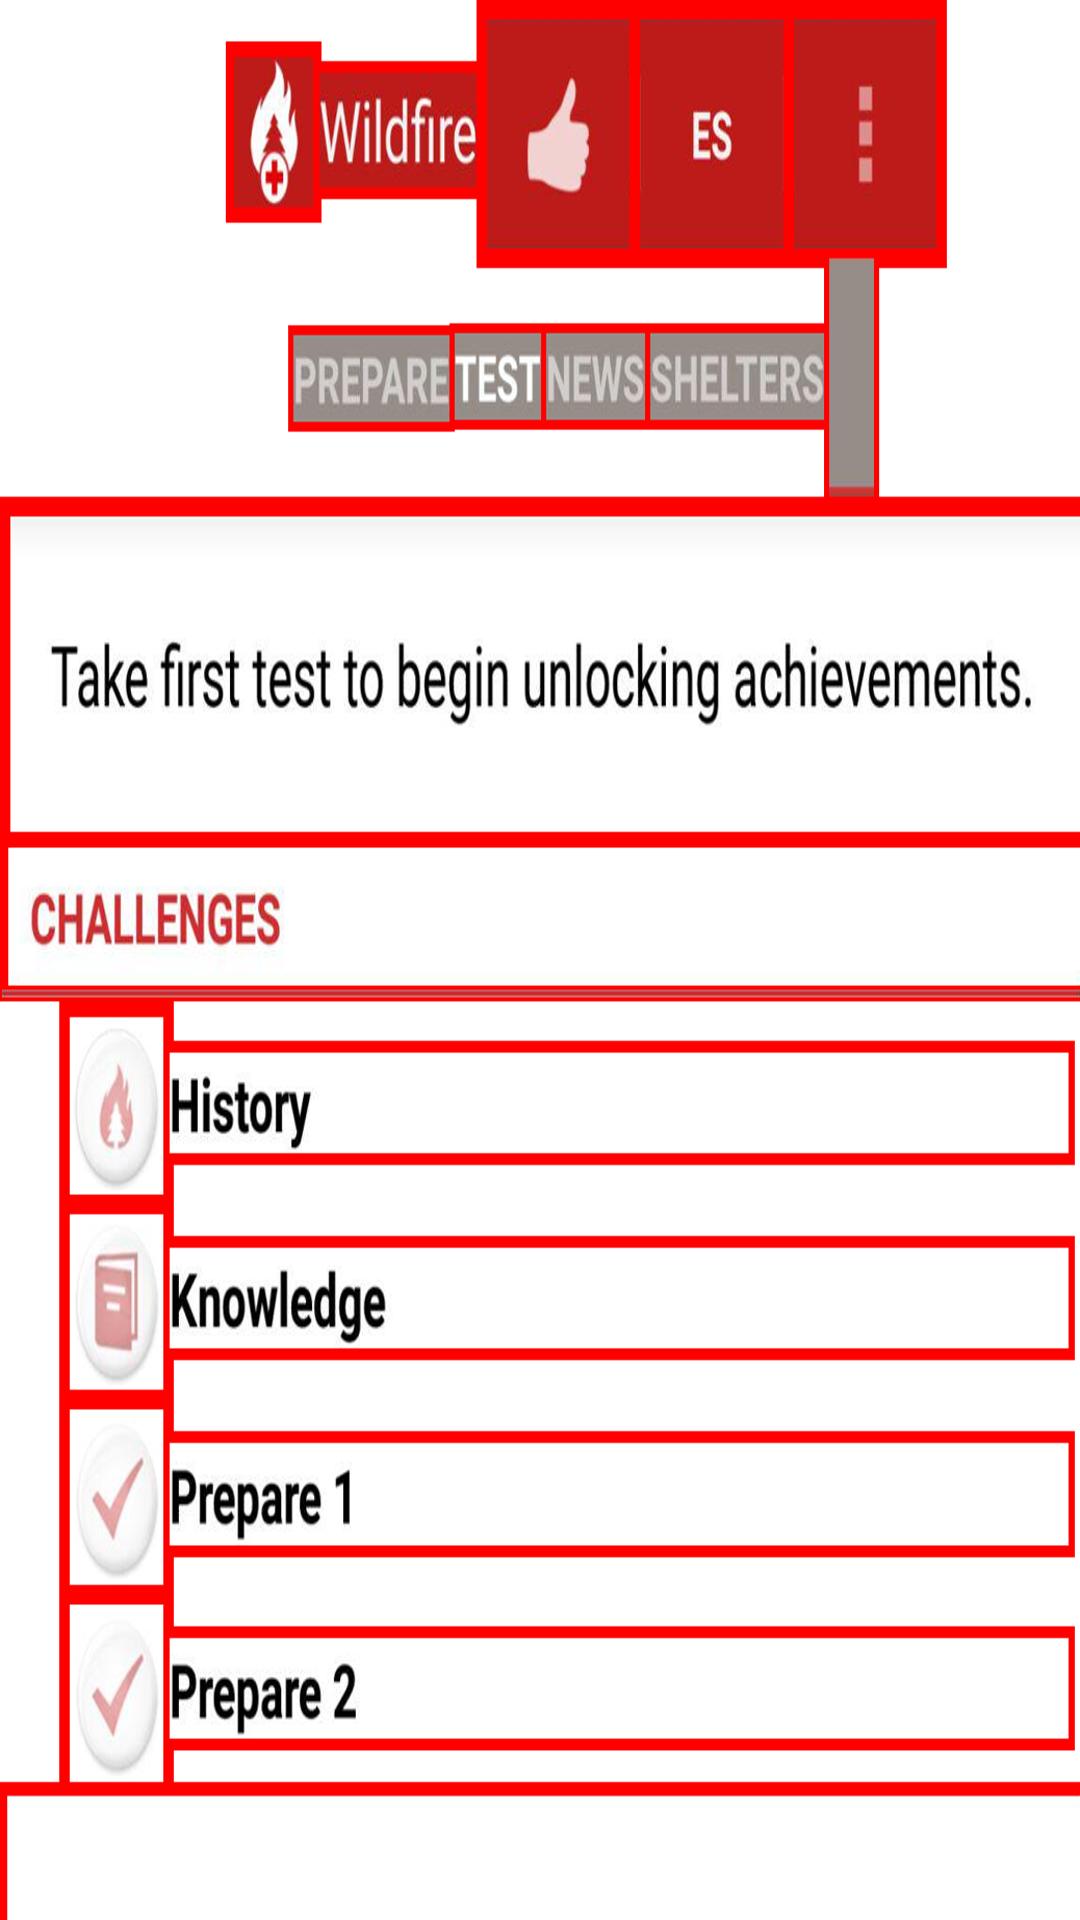 Wildfire
ES
PREPARE TEST NEWS SHELTERS
Take first test to begin unlocking achievements.
CHALLENGES
History
Knowledge
Prepare 1
Prepare 2